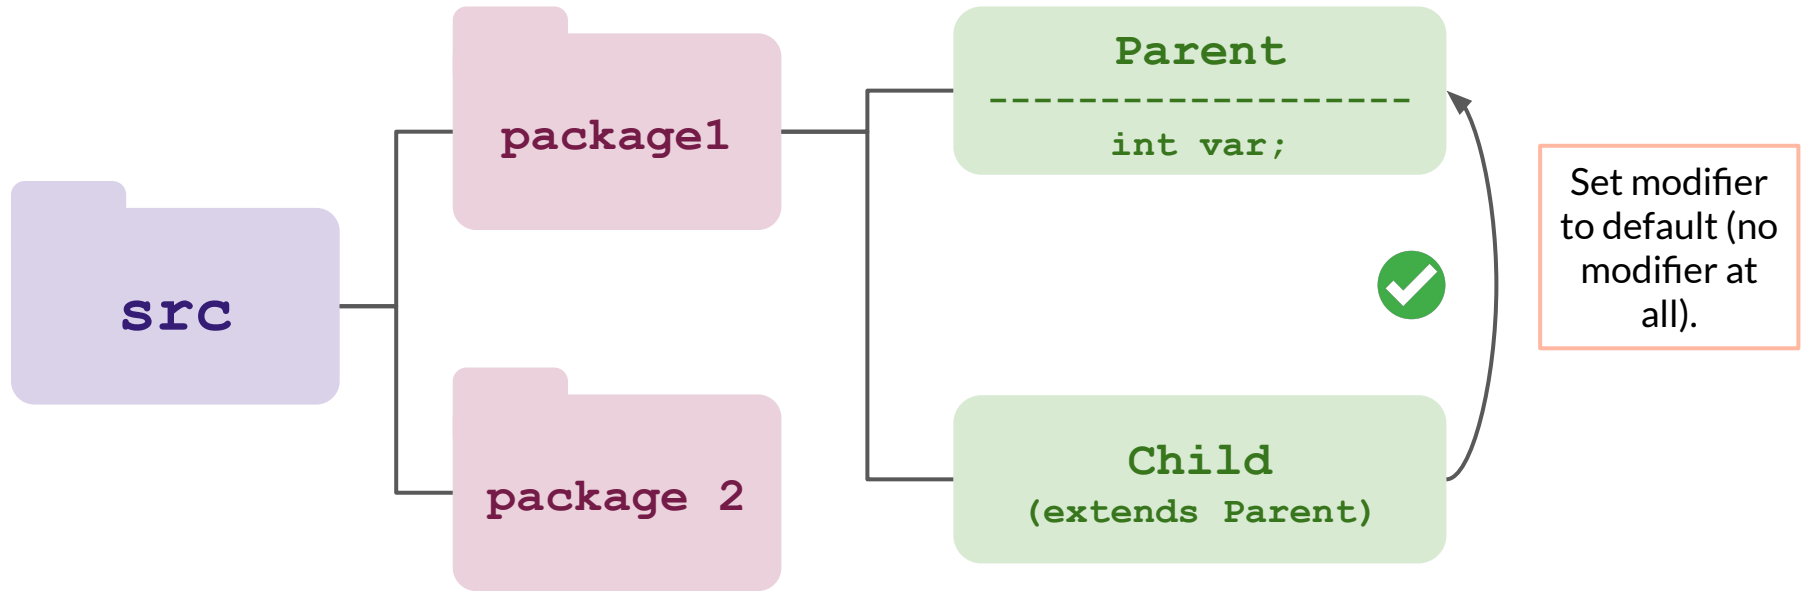 src
package1
package 2
Parent
-------------------
int var;
Child
(extends Parent)
Set modifier
to default (no
modifier at
all).